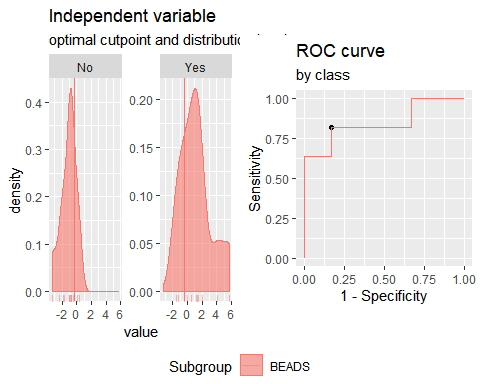 Independent variable
optimal cutpoint and distributio
No
Yes
density
0.4
0.3
0.2
0.1
0.0
0.20
0.15
0.10
0.05
0.00
-2 0 2 4 6
-2 0 2 4 6
value
ROC curve
by class
Sensitivity
1.00
0.75
0.50
0.25
0.00
0.00 0.25 0.50 0.75 1.00
1 - Specificity
Subgroup BEADS